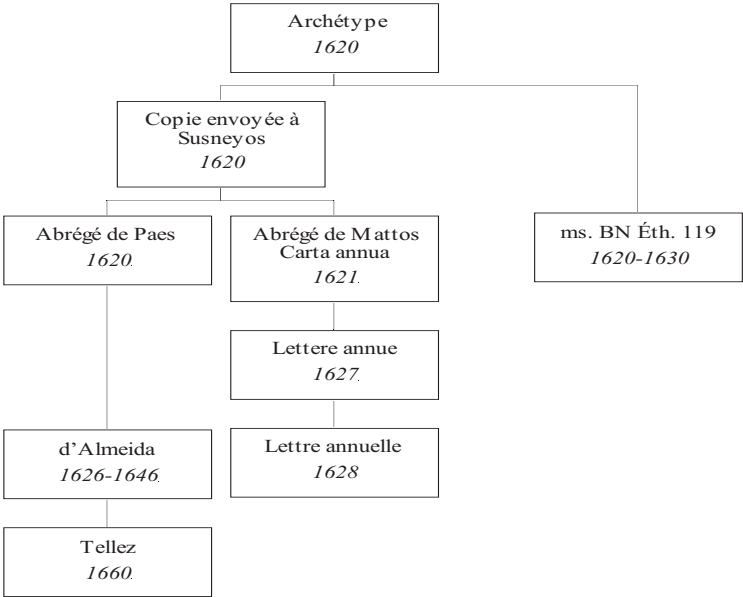 Archétype
1620
Copie envoyée à
Susneyos
1620
Abrégé de Paes
1620.
Abrégé de Mattos
Carta annua
1621.
ms. BN Éth. 119
1620-1630
Lettere annue
1627.
d'Almeida
1626-1646.
Lettre annuelle
1628
Tellez
1660.